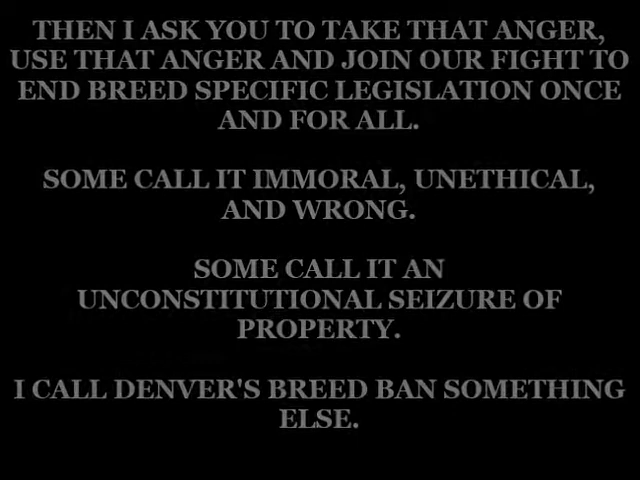 THEN I ASK YOU TO TAKE THAT ANGER,
USE THAT ANGER AND JOIN OUR FIGHT TO
END BREED SPECIFIC LEGISLATION ONCE
AND FOR ALL.
SOME CALL IT IMMORAL, UNETHICAL,
AND WRONG.
SOME CALL IT AN
UNCONSTITUTIONAL SEIZURE OF
PROPERTY.
I CALL DENVER'S BREED BAN SOMETHING
ELSE.